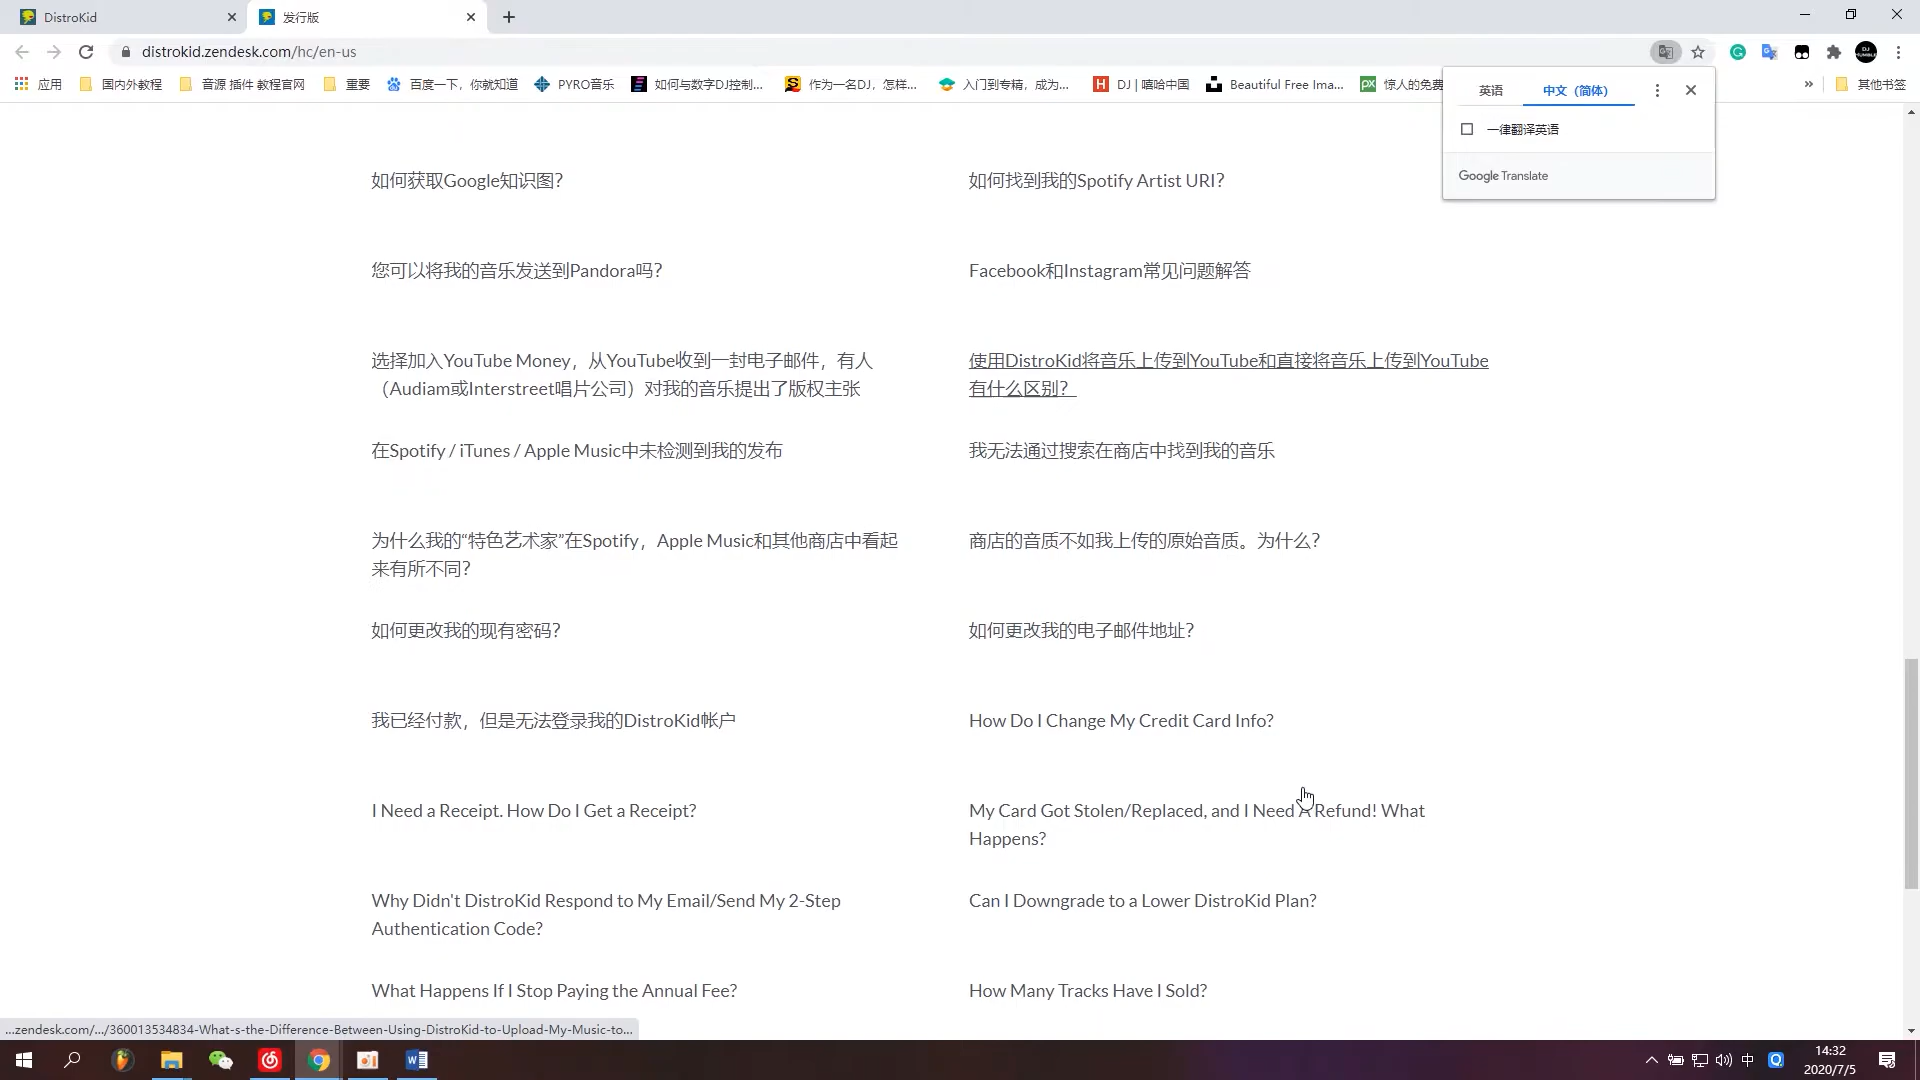 DistroKid
发行版
distrokid.zendesk.com/hc/en-us
应用
国内外教程
音源 插件 教程官网
重要
百度一下，你就知道
PYRO音乐
如何与数字DJ控制...
作为一名DJ，怎样...
入门到专精，成为...
DJ | 嘻哈中国
Beautiful Free Ima...
惊人的免费
»
其他书签
英语
中文（简体）
一律翻译英语
Google Translate
如何获取Google知识图？
如何找到我的Spotify Artist URI？
您可以将我的音乐发送到Pandora吗？
Facebook和Instagram常见问题解答
选择加入YouTube Money，从YouTube收到一封电子邮件，有人
（Audiam或Interstreet唱片公司）对我的音乐提出了版权主张
使用DistroKid将音乐上传到YouTube和直接将音乐上传到YouTube
有什么区别？
在Spotify / iTunes / Apple Music中未检测到我的发布
我无法通过搜索在商店中找到我的音乐
为什么我的“特色艺术家”在Spotify，Apple Music和其他商店中看起
来有所不同？
商店的音质不如我上传的原始音质。为什么？
如何更改我的现有密码？
如何更改我的电子邮件地址？
我已经付款，但是无法登录我的DistroKid帐户
How Do I Change My Credit Card Info?
I Need a Receipt. How Do I Get a Receipt?
My Card Got Stolen/Replaced, and I Need A Refund! What
Happens?
Why Didn't DistroKid Respond to My Email/Send My 2-Step
Authentication Code?
Can I Downgrade to a Lower DistroKid Plan?
What Happens If I Stop Paying the Annual Fee?
How Many Tracks Have I Sold?
...zendesk.com/.../360013534834-What-s-the-Difference-Between-Using-DistroKid-to-Upload-My-Music-to...
中
14:32
2020/7/5